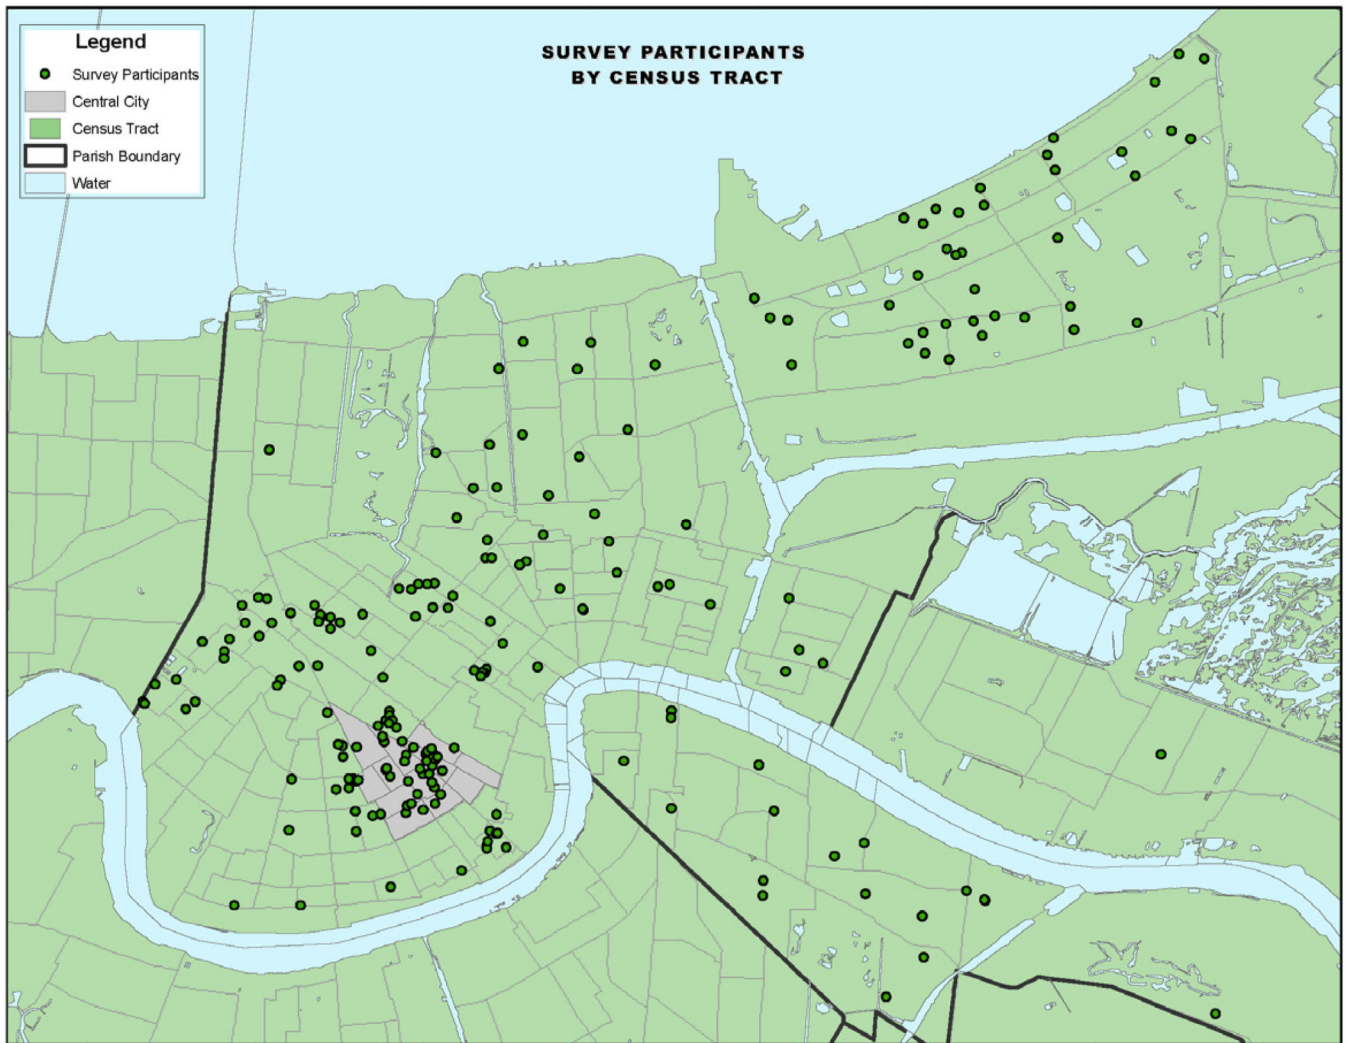 Legend
Survey Participants
Central City
Census Tract
Parish Boundary
Water
SURVEY PARTICIPANTS
BY CENSUS TRACT